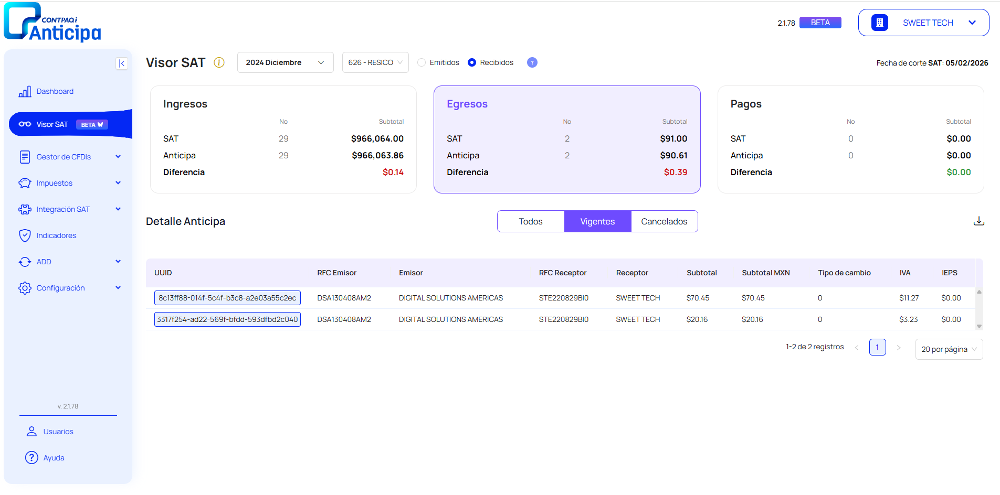 CONTPAQi
Anticipa
2.1.78 BETA SWEET TECH
Visor SAT 2024 Diciembre 626 - RESICO Emitidos Recibidos ? Fecha de corte SAT: 05/02/2026
Dashboard
Visor SAT BETA
Gestor de CFDIs
Impuestos
Integración SAT
Indicadores
ADD
Configuración
v. 2.1.78
Usuarios
Ayuda
Ingresos
No Subtotal
SAT 29 $966,064.00
Anticipa 29 $966,063.86
Diferencia $0.14
Egresos
No Subtotal
SAT 2 $91.00
Anticipa 2 $90.61
Diferencia $0.39
Pagos
No Subtotal
SAT 0 $0.00
Anticipa 0 $0.00
Diferencia $0.00
Detalle Anticipa Todos Vigentes Cancelados
UUID RFC Emisor Emisor RFC Receptor Receptor Subtotal Subtotal MXN Tipo de cambio IVA IEPS
8c13ff88-014f-5c4f-b3c8-a2e03a55c2ec DSA130408AM2 DIGITAL SOLUTIONS AMERICAS STE220829BI0 SWEET TECH $70.45 $70.45 0 $11.27 $0.00
3317f254-ad22-569f-bfdd-593dfbd2c040 DSA130408AM2 DIGITAL SOLUTIONS AMERICAS STE220829BI0 SWEET TECH $20.16 $20.16 0 $3.23 $0.00
1-2 de 2 registros < 1 > 20 por página